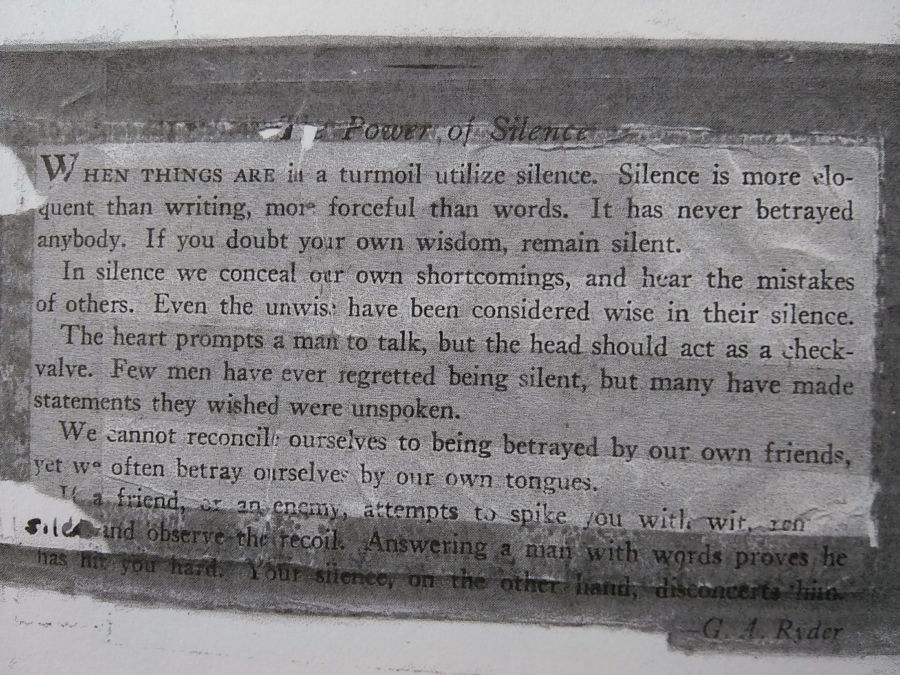 The Power of Silence
WHEN THINGS ARE in a turmoil utilize silence. Silence is more elo-
quent than writing, more forceful than words. It has never betrayed
anybody. If you doubt your own wisdom, remain silent.
In silence we conceal our own shortcomings, and hear the mistakes
of others. Even the unwise have been considered wise in their silence.
The heart prompts a man to talk, but the head should act as a check-
valve. Few men have ever regretted being silent, but many have made
statements they wished were unspoken.
We cannot reconcile ourselves to being betrayed by our own friends,
yet we often betray ourselves by our own tongues.
If a friend, or an enemy, attempts to spike you with
and observe the recoil. Answering a man with words proves he
has hit you hard. Your silence, on the other hand, disconcerts him.
—G. A. Ryder